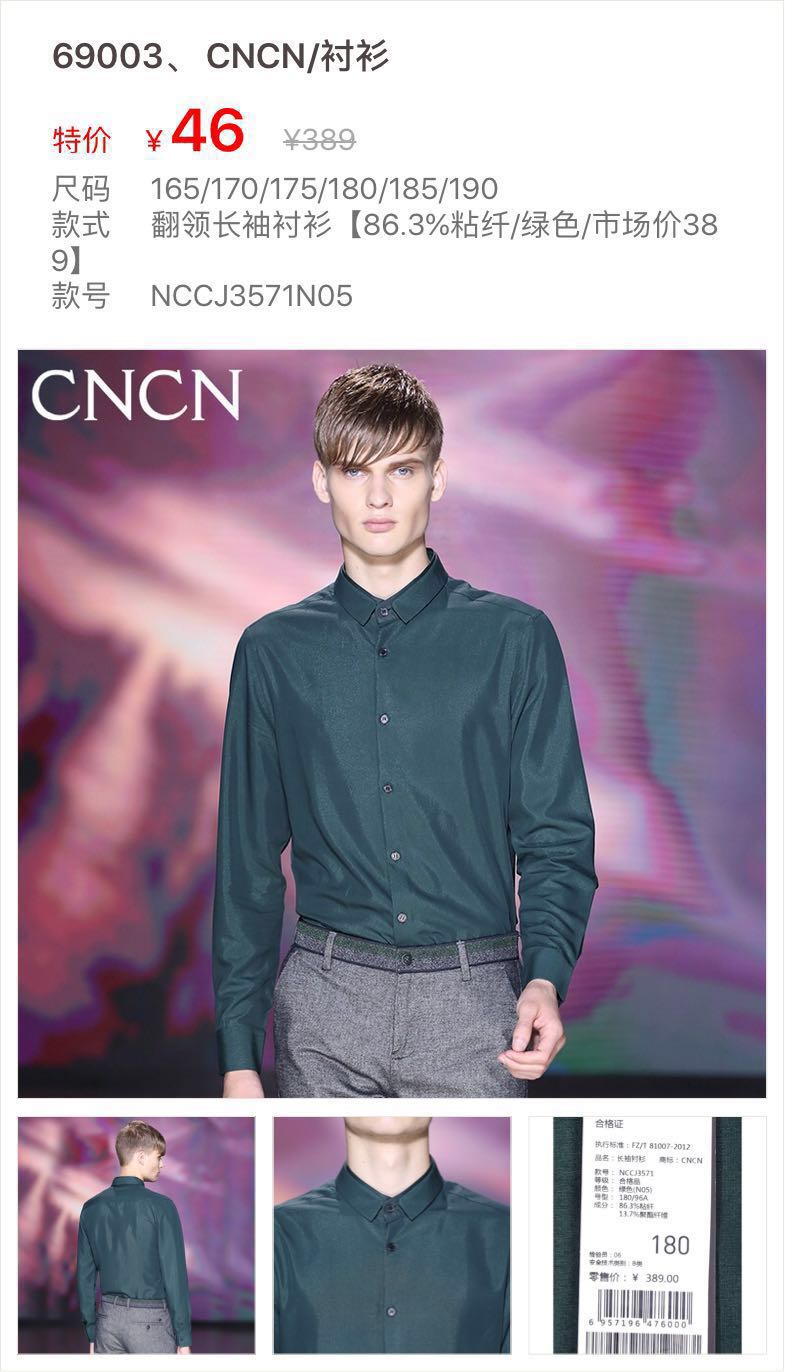 69003、CNCN/衬衫
特价 ¥46 ¥389
尺码 165/170/175/180/185/190
款式 翻领长袖衬衫【86.3%粘纤/绿色/市场价38
9】
款号 NCCJ3571N05
CNCN
合格证
执行标准：FZ/T 81007-2012
品名：长袖衬衫 商标：CNCN
款号：NCCJ3571
等级：合格品
颜色：绿色(N05)
号型：180/96A
成分：86.3%粘纤
13.7%聚酯纤维
180
检验员：06
安全技术类别：B类
零售价：¥ 389.00
6 957196 476000